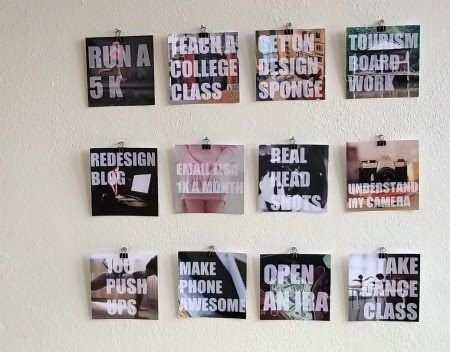 RUN A
5 K
TEACH A
COLLEGE
CLASS
GET ON
DESIGN
SPONGE
TOURISM
BOARD
WORK
REDESIGN
BLOG
EMAIL LISA
1X A MONTH
REAL
HEAD
SHOTS
UNDERSTAND
MY CAMERA
100
PUSH
UPS
MAKE
PHONE
AWESOME
OPEN
AN IRA
TAKE
DANCE
CLASS